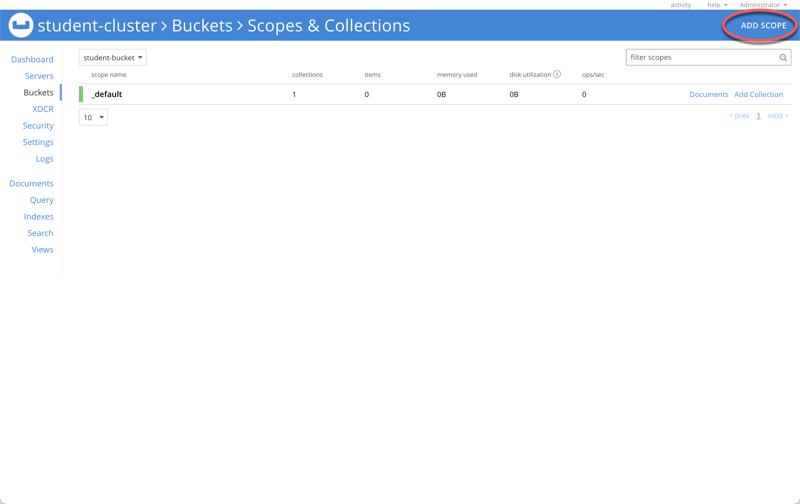 activity help Administrator
student-cluster > Buckets > Scopes & Collections ADD SCOPE
Dashboard
Servers
Buckets
XDCR
Security
Settings
Logs
Documents
Query
Indexes
Search
Views
student-bucket filter scopes
scope name collections items memory used disk utilization ops/sec
_default 1 0 0B 0B 0 Documents Add Collection
10 < prev 1 next >